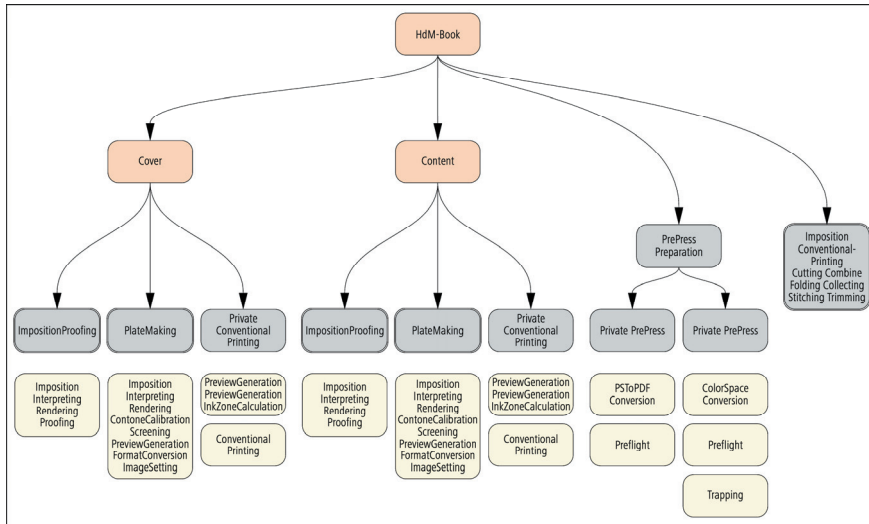 HdM-Book
Cover
Content
PrePress
Preparation
Imposition
Conventional-
Printing
Cutting Combine
Folding Collecting
Stitching Trimming
ImpositionProofing
PlateMaking
Private
Conventional
Printing
ImpositionProofing
PlateMaking
Private
Conventional
Printing
Private PrePress
Private PrePress
Imposition
Interpreting
Rendering
Proofing
Imposition
Interpreting
Rendering
ContoneCalibration
Screening
PreviewGeneration
FormatConversion
ImageSetting
PreviewGeneration
PreviewGeneration
InkZoneCalculation
Conventional
Printing
Imposition
Interpreting
Rendering
Proofing
Imposition
Interpreting
Rendering
ContoneCalibration
Screening
PreviewGeneration
FormatConversion
ImageSetting
PreviewGeneration
PreviewGeneration
InkZoneCalculation
Conventional
Printing
PSToPDF
Conversion
Preflight
ColorSpace
Conversion
Preflight
Trapping